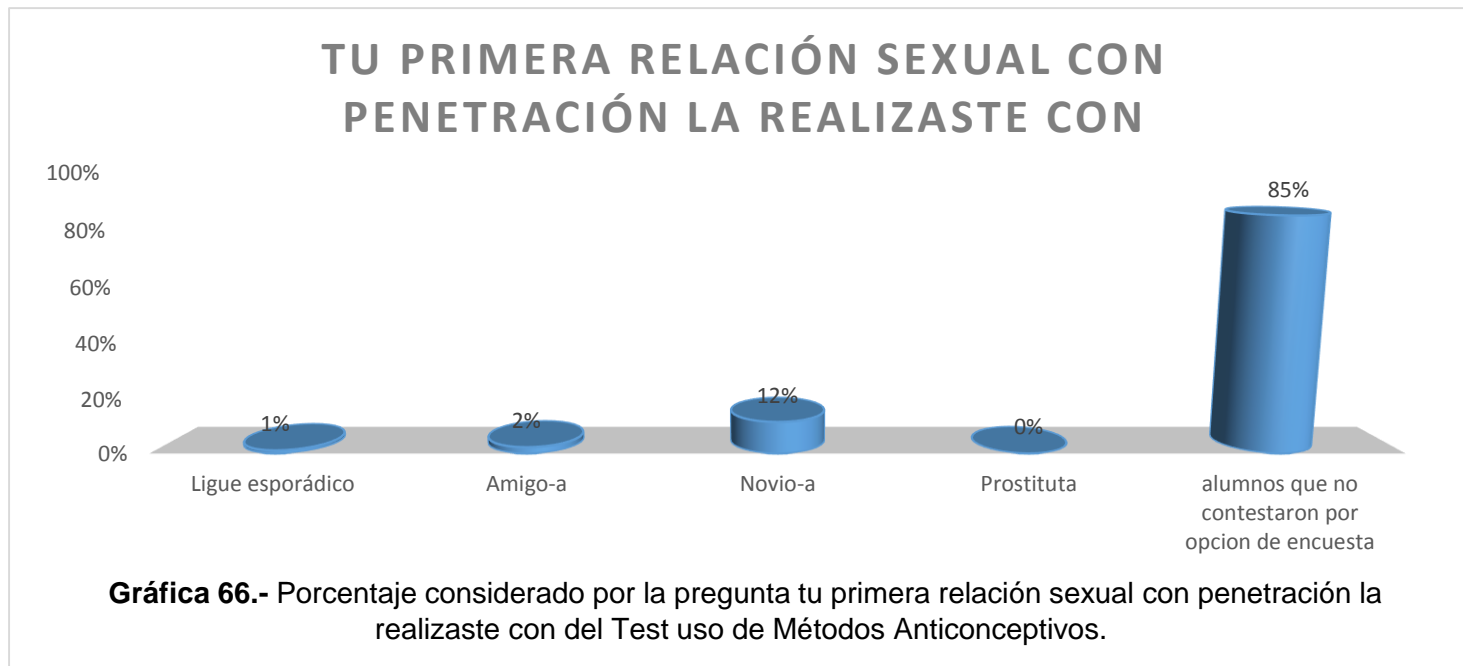 TU PRIMERA RELACIÓN SEXUAL CON
PENETRACIÓN LA REALIZASTE CON
100%
80%
60%
40%
20%
0%
1%
2%
12%
0%
85%
Ligue esporádico
Amigo-a
Novio-a
Prostituta
alumnos que no
contestaron por
opcion de encuesta
Gráfica 66.- Porcentaje considerado por la pregunta tu primera relación sexual con penetración la
realizaste con del Test uso de Métodos Anticonceptivos.